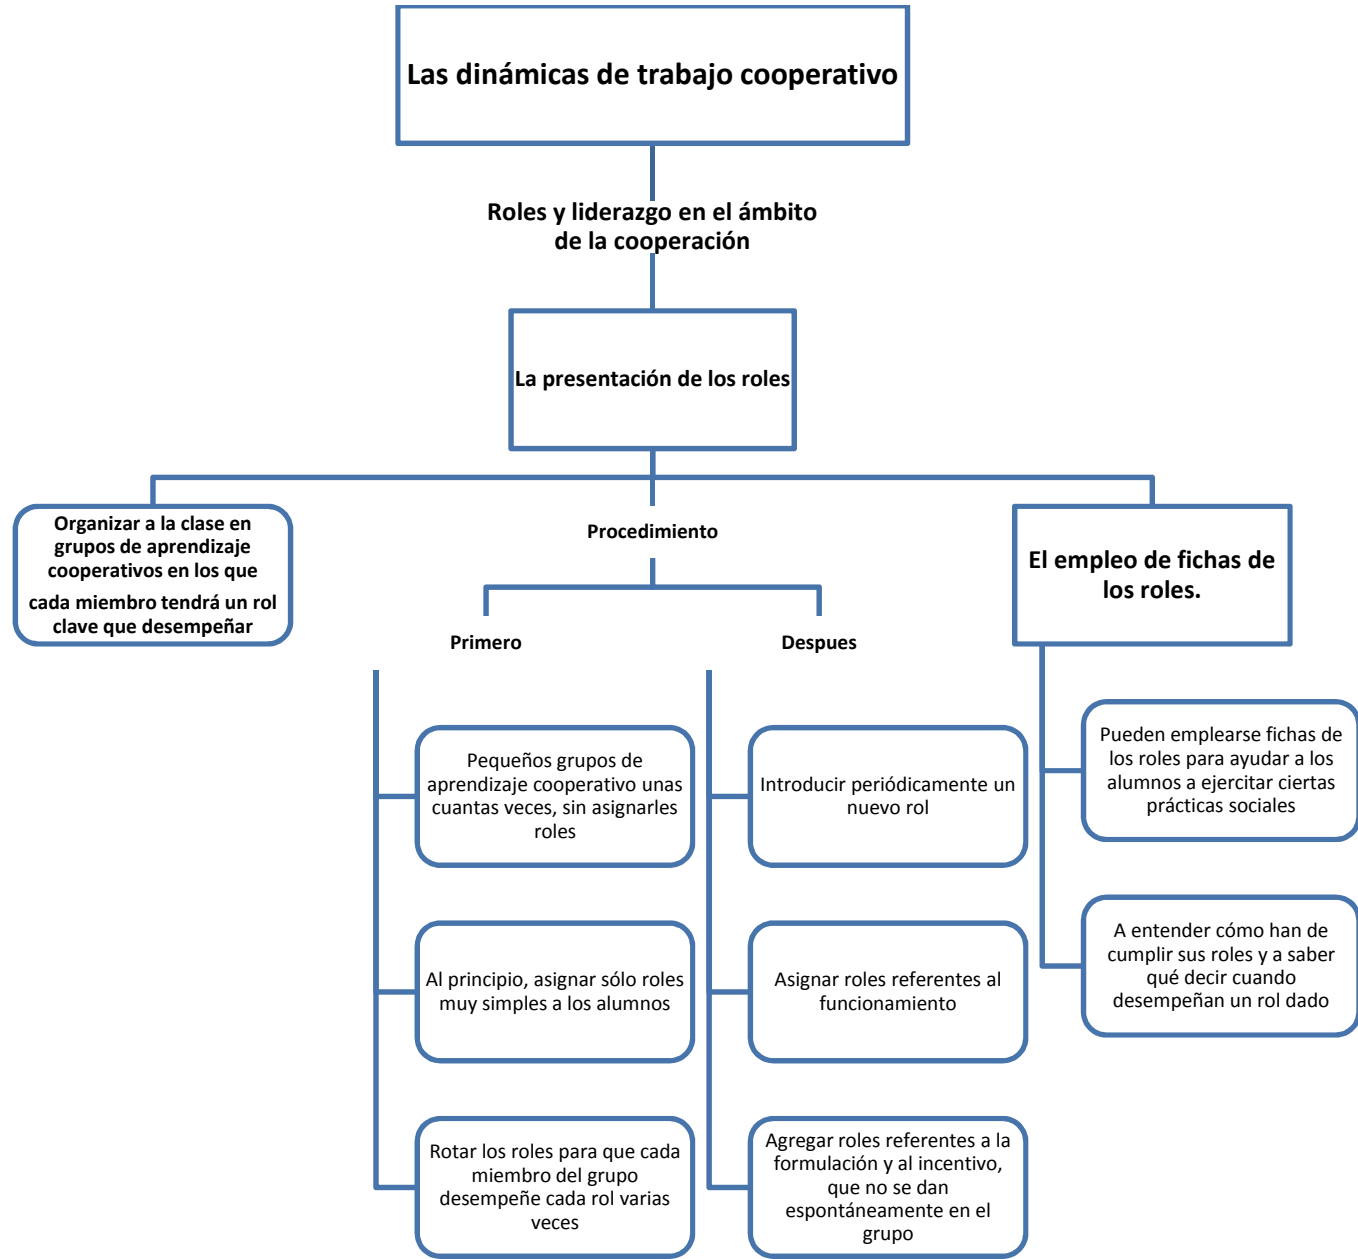 Las dinámicas de trabajo cooperativo
Roles y liderazgo en el ámbito
de la cooperación
La presentación de los roles
Organizar a la clase en
grupos de aprendizaje
cooperativos en los que
cada miembro tendrá un rol
clave que desempeñar
Procedimiento
Primero
Pequeños grupos de
aprendizaje cooperativo unas
cuantas veces, sin asignarles
roles
Al principio, asignar sólo roles
muy simples a los alumnos
Rotar los roles para que cada
miembro del grupo
desempeñe cada rol varias
veces
Despues
Introducir periódicamente un
nuevo rol
Asignar roles referentes al
funcionamiento
Agregar roles referentes a la
formulación y al incentivo,
que no se dan
espontáneamente en el
grupo
El empleo de fichas de
los roles.
Pueden emplearse fichas de
los roles para ayudar a los
alumnos a ejercitar ciertas
prácticas sociales
A entender cómo han de
cumplir sus roles y a saber
qué decir cuando
desempeñan un rol dado